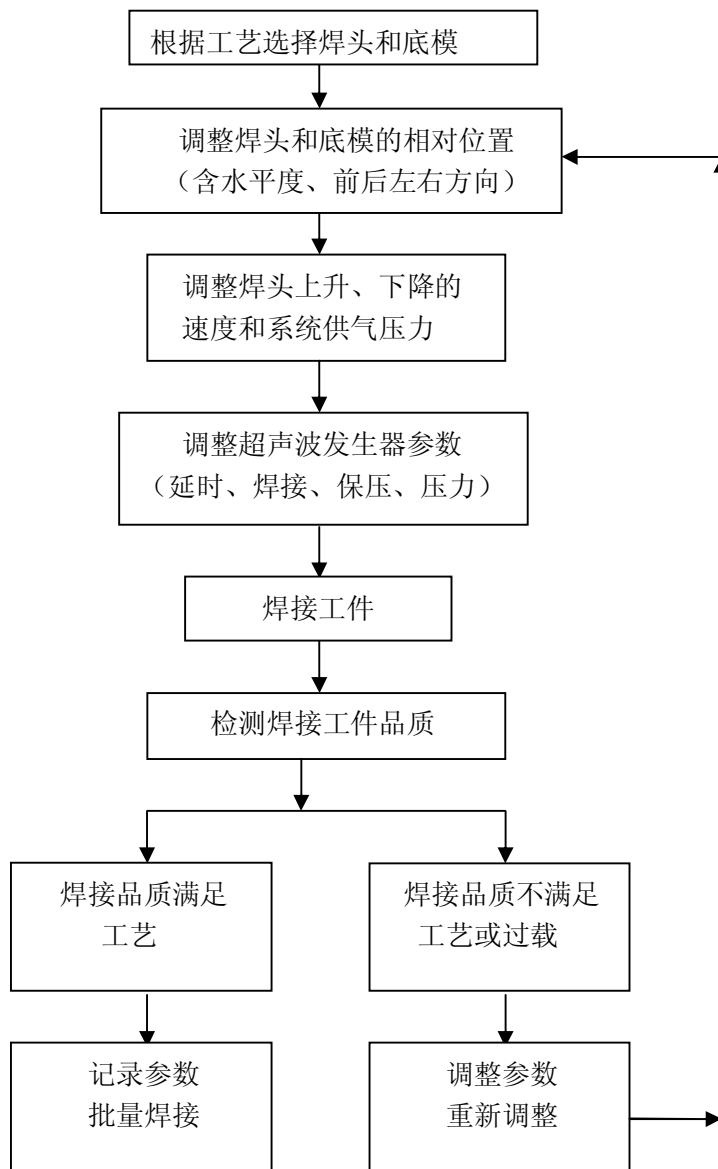 根据工艺选择焊头和底模
调整焊头和底模的相对位置
（含水平度、前后左右方向）
调整焊头上升、下降的
速度和系统供气压力
调整超声波发生器参数
（延时、焊接、保压、压力）
焊接工件
检测焊接工件品质
焊接品质满足
工艺
焊接品质不满足
工艺或过载
记录参数
批量焊接
调整参数
重新调整